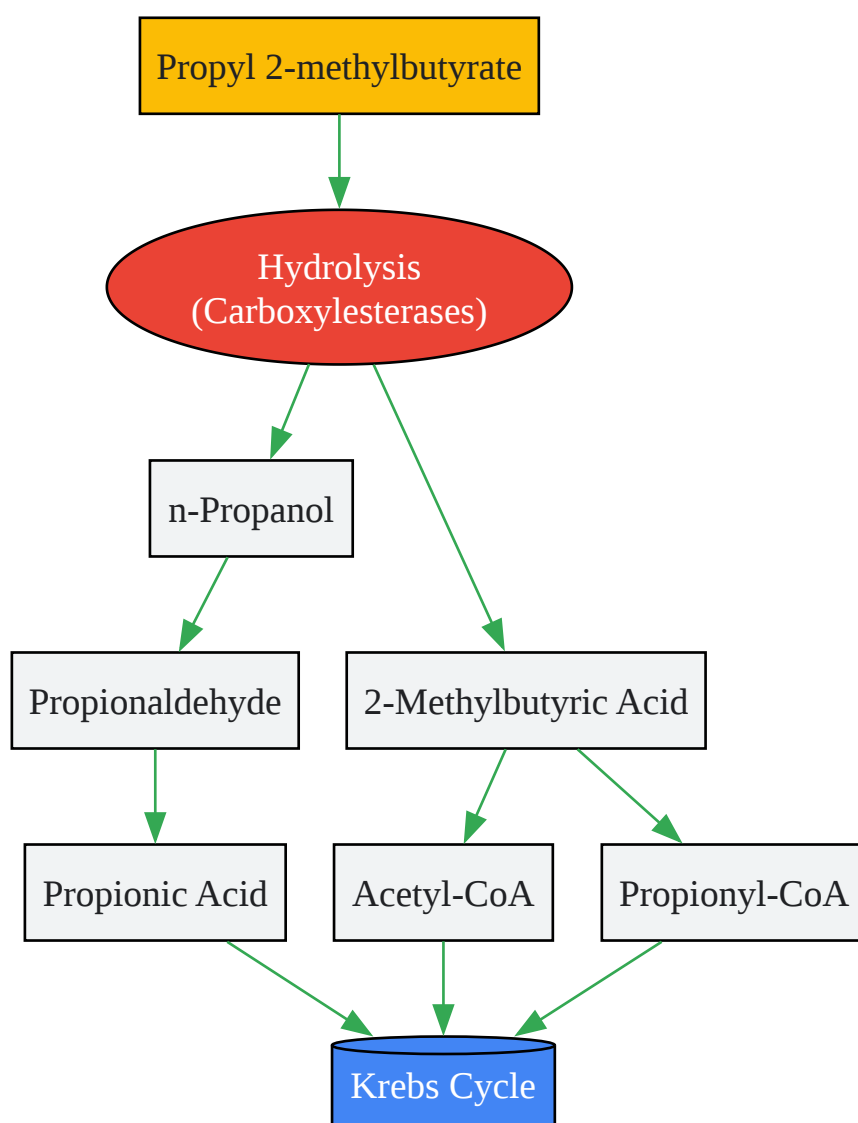 Propyl 2-methylbutyrate
Hydrolysis
(Carboxylesterases)
n-Propanol
Propionaldehyde
2-Methylbutyric Acid
Propionic Acid
Acetyl-CoA
Propionyl-CoA
Krebs Cycle